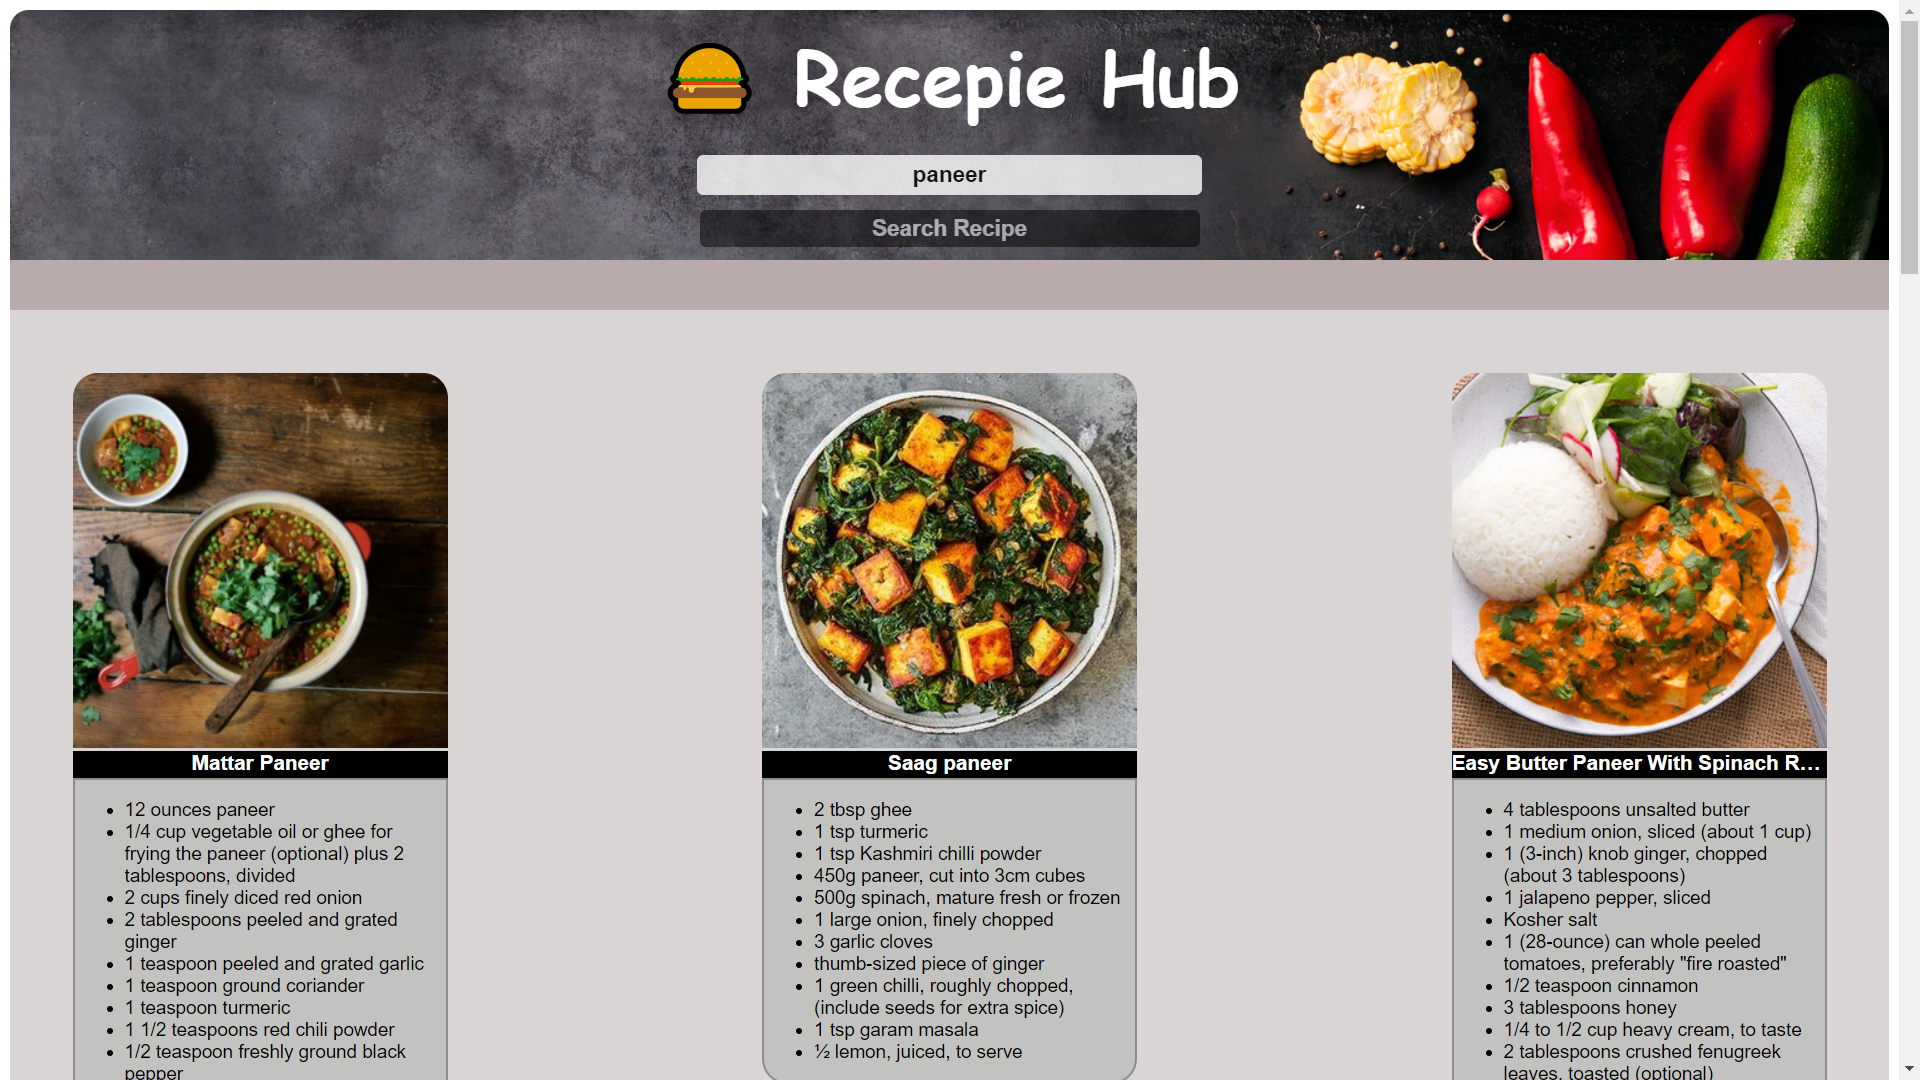 Recepie Hub
paneer
Search Recipe
Mattar Paneer
12 ounces paneer
1/4 cup vegetable oil or ghee for
frying the paneer (optional) plus 2
tablespoons, divided
2 cups finely diced red onion
2 tablespoons peeled and grated
ginger
1 teaspoon peeled and grated garlic
1 teaspoon ground coriander
1 teaspoon turmeric
1 1/2 teaspoons red chili powder
1/2 teaspoon freshly ground black
pepper
Saag paneer
2 tbsp ghee
1 tsp turmeric
1 tsp Kashmiri chilli powder
450g paneer, cut into 3cm cubes
500g spinach, mature fresh or frozen
1 large onion, finely chopped
3 garlic cloves
thumb-sized piece of ginger
1 green chilli, roughly chopped,
(include seeds for extra spice)
1 tsp garam masala
½ lemon, juiced, to serve
Easy Butter Paneer With Spinach R…
4 tablespoons unsalted butter
1 medium onion, sliced (about 1 cup)
1 (3-inch) knob ginger, chopped
(about 3 tablespoons)
1 jalapeno pepper, sliced
Kosher salt
1 (28-ounce) can whole peeled
tomatoes, preferably "fire roasted"
1/2 teaspoon cinnamon
3 tablespoons honey
1/4 to 1/2 cup heavy cream, to taste
2 tablespoons crushed fenugreek
leaves, toasted (optional)